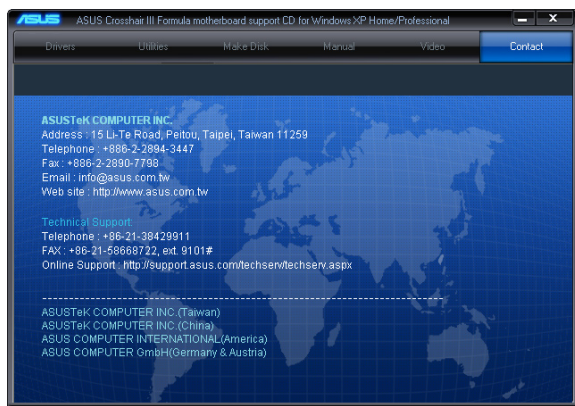 ASUS ASUS Crosshair III Formula motherboard support CD for Windows XP Home/Professional
Drivers Utilities Make Disk Manual Video Contact
ASUSTeK COMPUTER INC.
Address : 15 Li-Te Road, Peitou, Taipei, Taiwan 11259
Telephone : +886-2-2894-3447
Fax : +886-2-2890-7798
Email : info@asus.com.tw
Web site : http://www.asus.com.tw
Technical Support
Telephone : +86-21-38429911
FAX : +86-21-58668722, ext. 9101#
Online Support : http://support.asus.com/techserv/techserv.aspx
ASUSTeK COMPUTER INC.(Taiwan)
ASUSTeK COMPUTER INC.(China)
ASUS COMPUTER INTERNATIONAL(America)
ASUS COMPUTER GmbH(Germany & Austria)